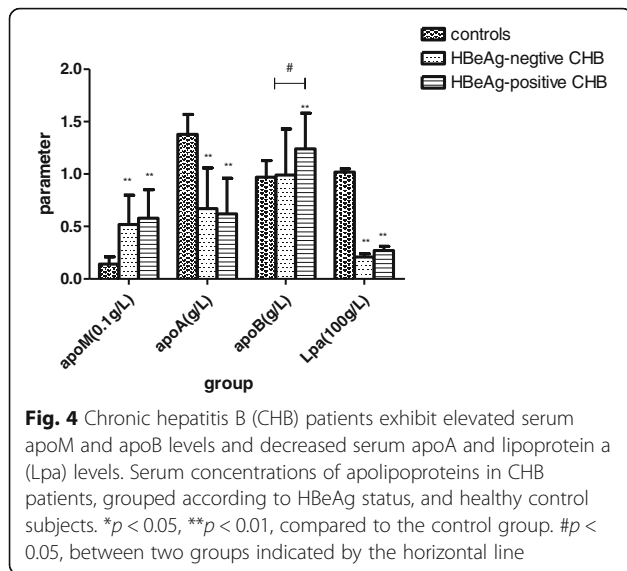 controls
HBeAg-negtive CHB
HBeAg-positive CHB
2.0
1.5
1.0
0.5
0.0
parameter
#
**
**
**
**
**
**
**
apoM(0.1g/L)
apoA(g/L)
apoB(g/L)
Lpa(100g/L)
group
Fig. 4 Chronic hepatitis B (CHB) patients exhibit elevated serum
apoM and apoB levels and decreased serum apoA and lipoprotein a
(Lpa) levels. Serum concentrations of apolipoproteins in CHB
patients, grouped according to HBeAg status, and healthy control
subjects. *p < 0.05, **p < 0.01, compared to the control group. #p <
0.05, between two groups indicated by the horizontal line